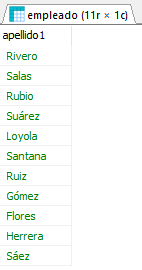 empleado (11r × 1c)
apellido1
Rivero
Salas
Rubio
Suárez
Loyola
Santana
Ruiz
Gómez
Flores
Herrera
Sáez